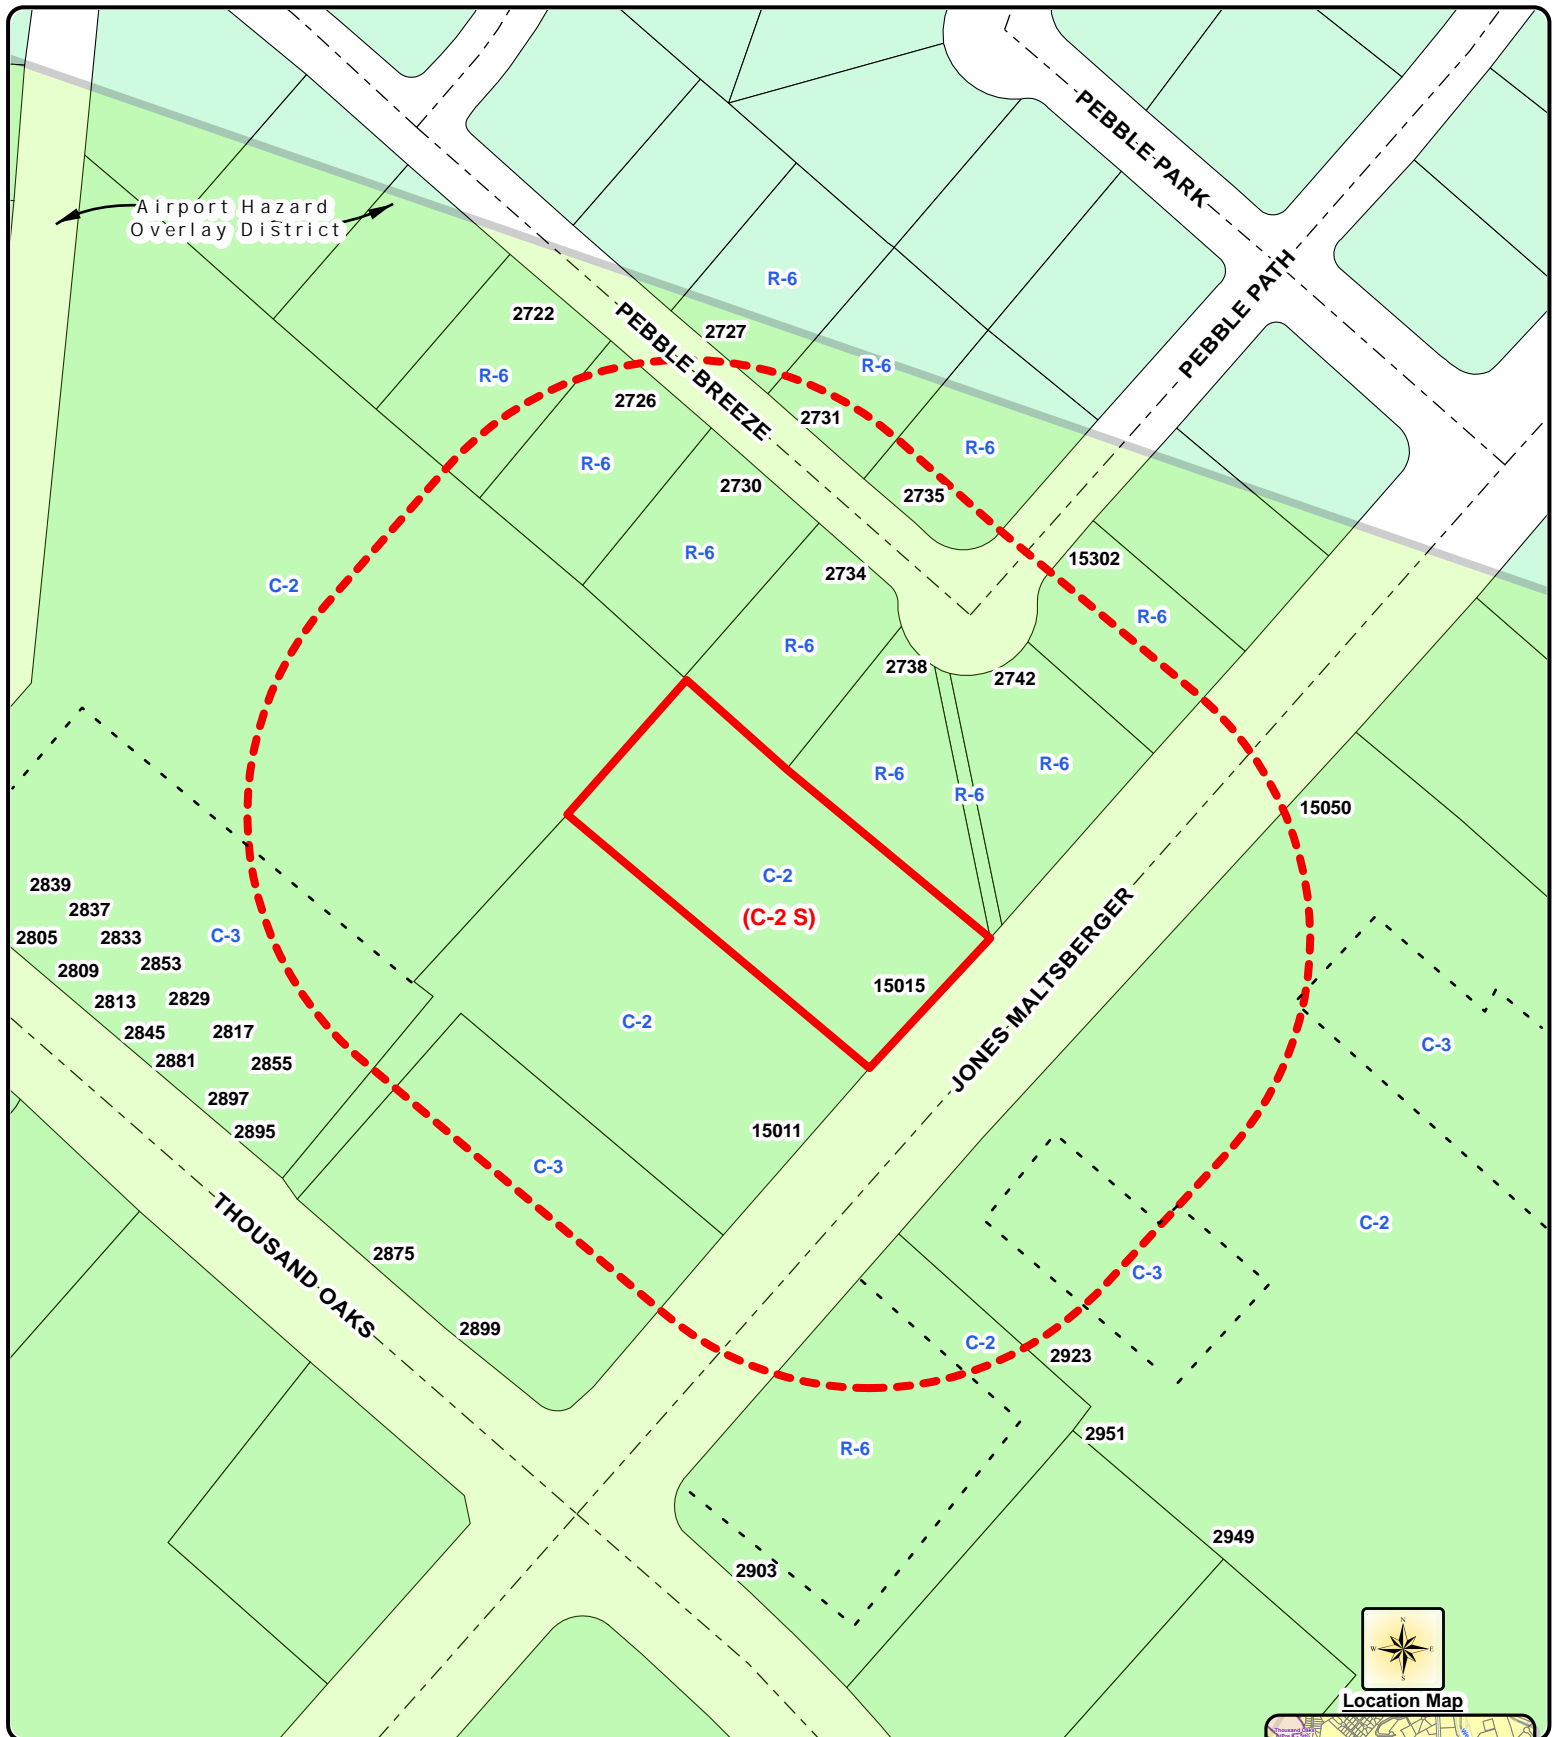 PEBBLE PARK
Airport Hazard
Overlay District
PEBBLE PATH
R-6
2722
PEBBLE BREEZE
2727
R-6
R-6
2726
2731
R-6
R-6
2730
2735
R-6
15302
2734
C-2
R-6
R-6
2738
2742
R-6
R-6
R-6
15050
C-2
(C-2 S)
2839
2837
2805
2833
C-3
2853
2809
2829
2813
15015
2845
2817
C-2
JONES MALTSBERGER
C-3
2881
2855
2897
2895
15011
C-3
THOUSAND OAKS
2875
C-2
C-3
2899
C-2
2923
2951
R-6
2949
2903
N
W E
S
Location Map
Thousand Oaks